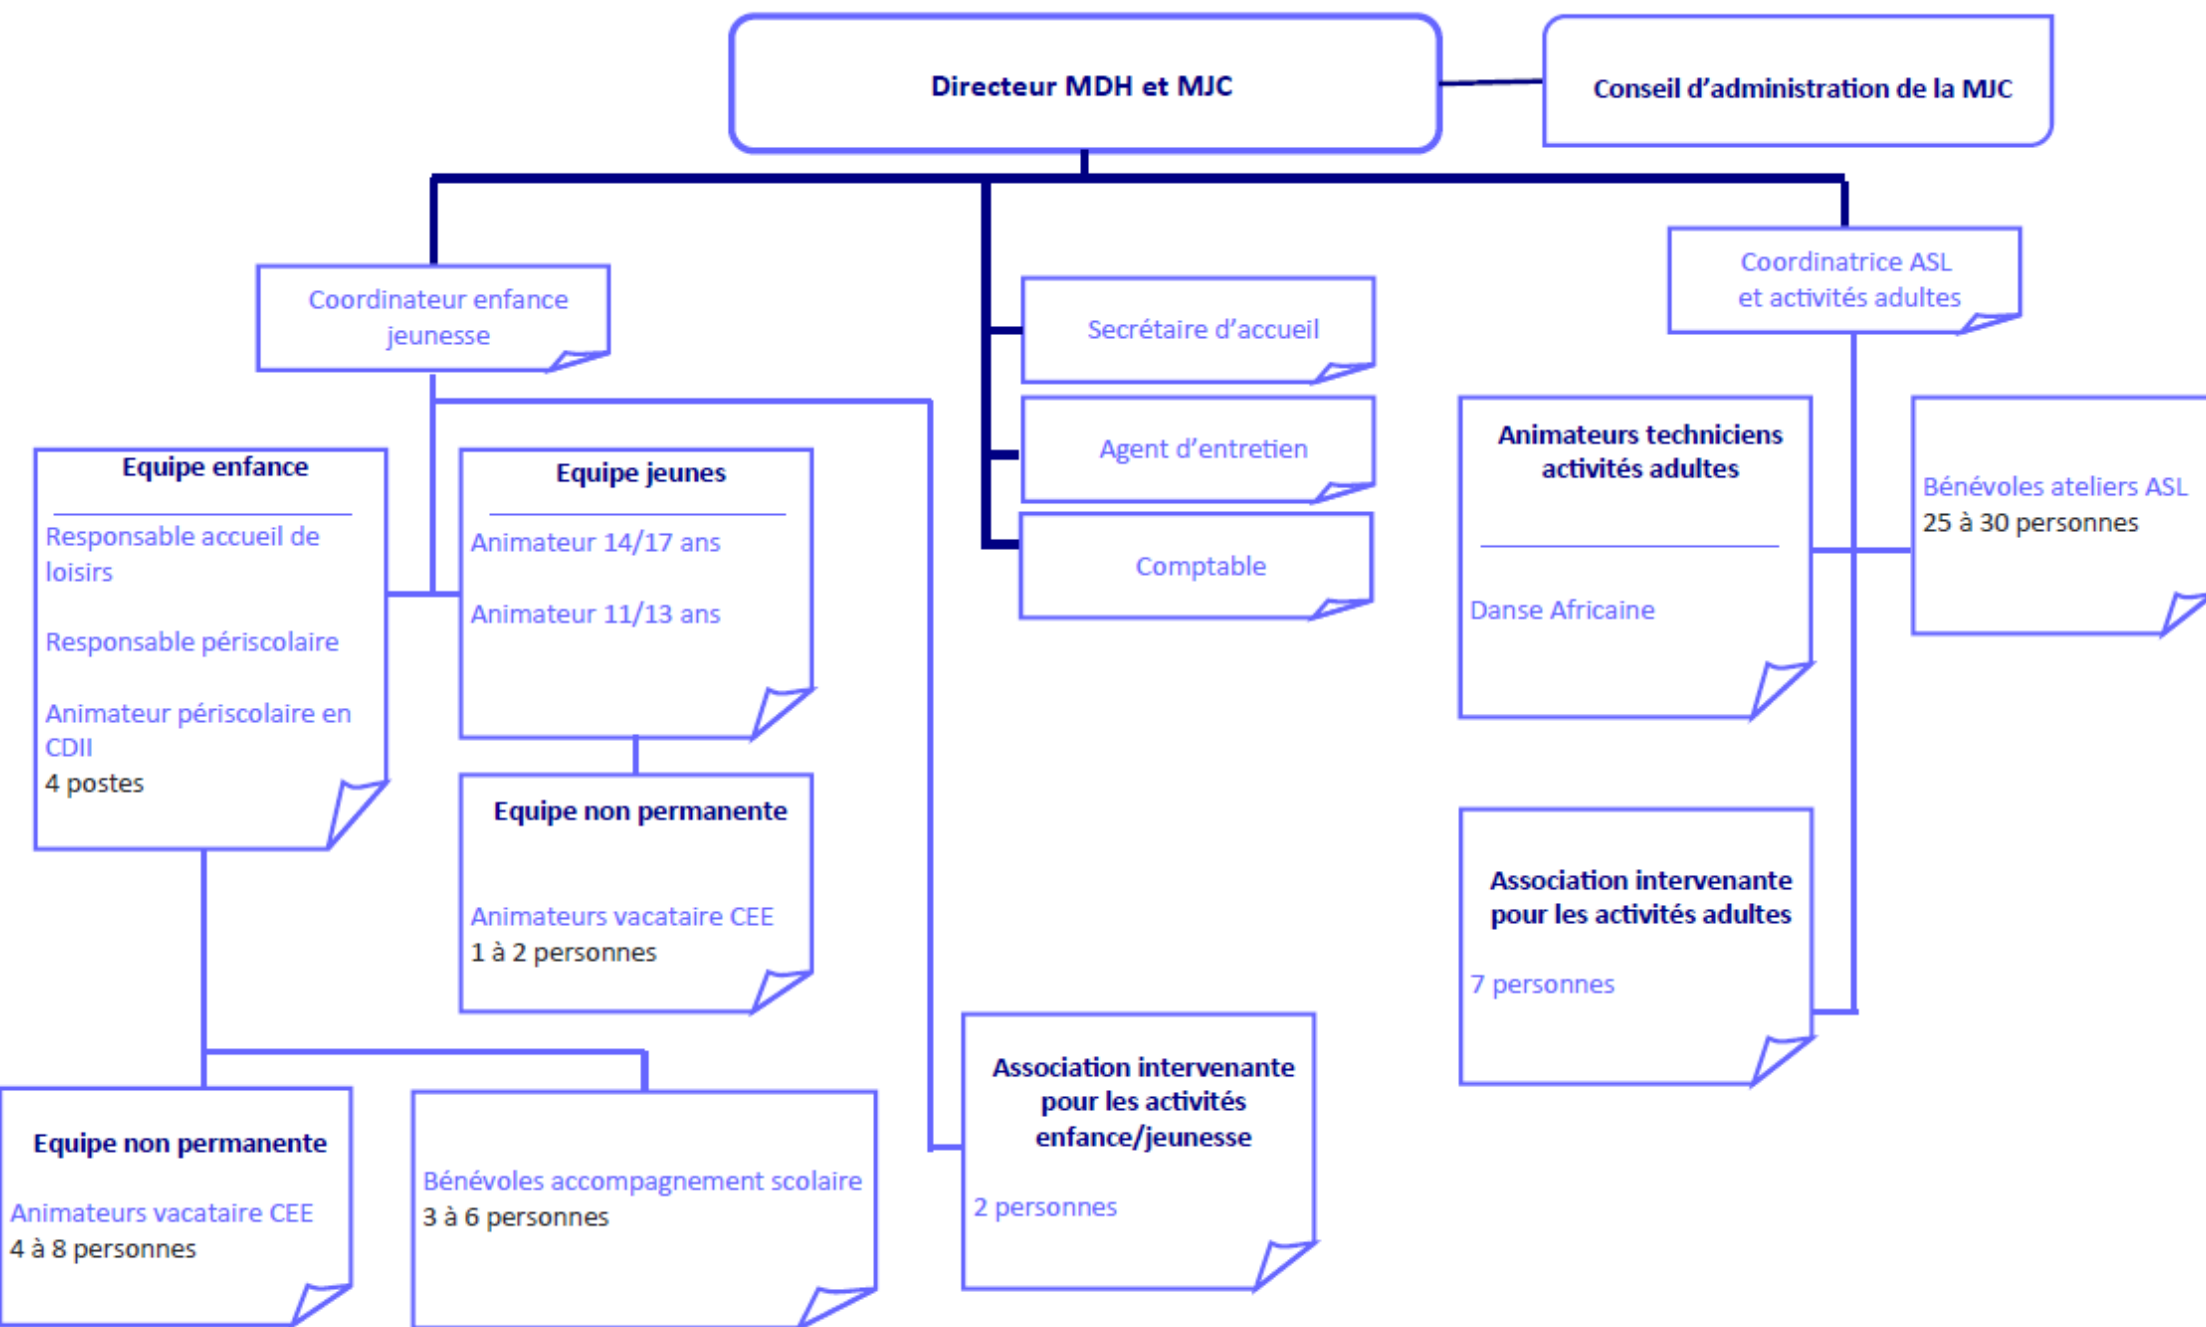 Directeur MDH et MJC
Conseil d’administration de la MJC
Coordinateur enfance
jeunesse
Secrétaire d’accueil
Agent d’entretien
Comptable
Coordinatrice ASL
et activités adultes
Equipe enfance
Responsable accueil de
loisirs
Responsable périscolaire
Animateur périscolaire en
CDII
4 postes
Equipe jeunes
Animateur 14/17 ans
Animateur 11/13 ans
Equipe non permanente
Animateurs vacataire CEE
1 à 2 personnes
Animateurs techniciens
activités adultes
Danse Africaine
Bénévoles ateliers ASL
25 à 30 personnes
Association intervenante
pour les activités adultes
7 personnes
Equipe non permanente
Animateurs vacataire CEE
4 à 8 personnes
Bénévoles accompagnement scolaire
3 à 6 personnes
Association intervenante
pour les activités
enfance/jeunesse
2 personnes